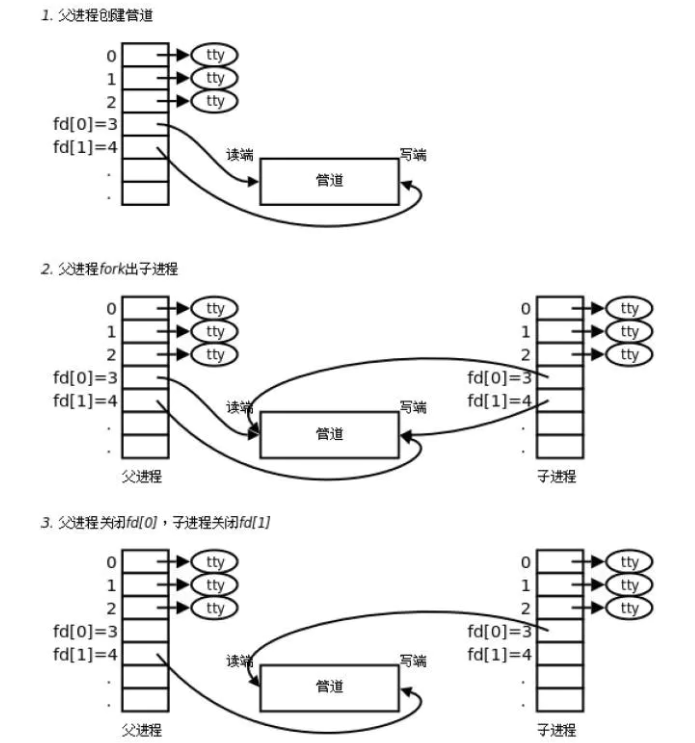 1. 父进程创建管道
0 tty
1 tty
2 tty
fd[0]=3
fd[1]=4 读端 写端
. 管道
.
2. 父进程fork出子进程
0 tty 0 tty
1 tty 1 tty
2 tty 2 tty
fd[0]=3 fd[0]=3
fd[1]=4 读端 写端 fd[1]=4
. 管道 .
. .
父进程 子进程
3. 父进程关闭fd[0]，子进程关闭fd[1]
0 tty 0 tty
1 tty 1 tty
2 tty 2 tty
fd[0]=3 fd[0]=3
fd[1]=4 读端 写端 fd[1]=4
. 管道 .
. .
父进程 子进程